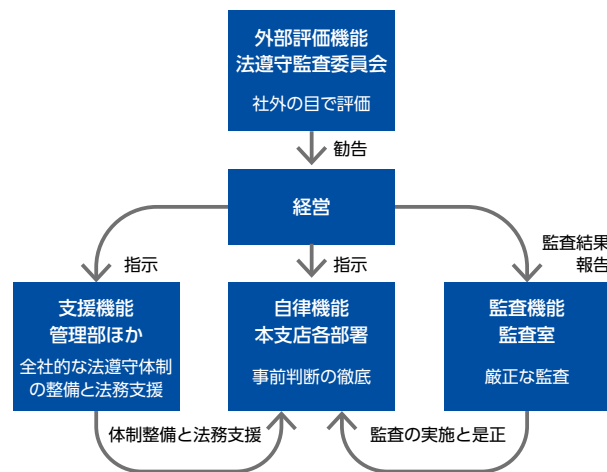 外部評価機能
法遵守監査委員会
社外の目で評価
勧告
経営
指示
指示
監査結果
報告
支援機能
管理部ほか
全社的な法遵守体制
の整備と法務支援
自律機能
本支店各部署
事前判断の徹底
監査機能
監査室
厳正な監査
体制整備と法務支援
監査の実施と是正